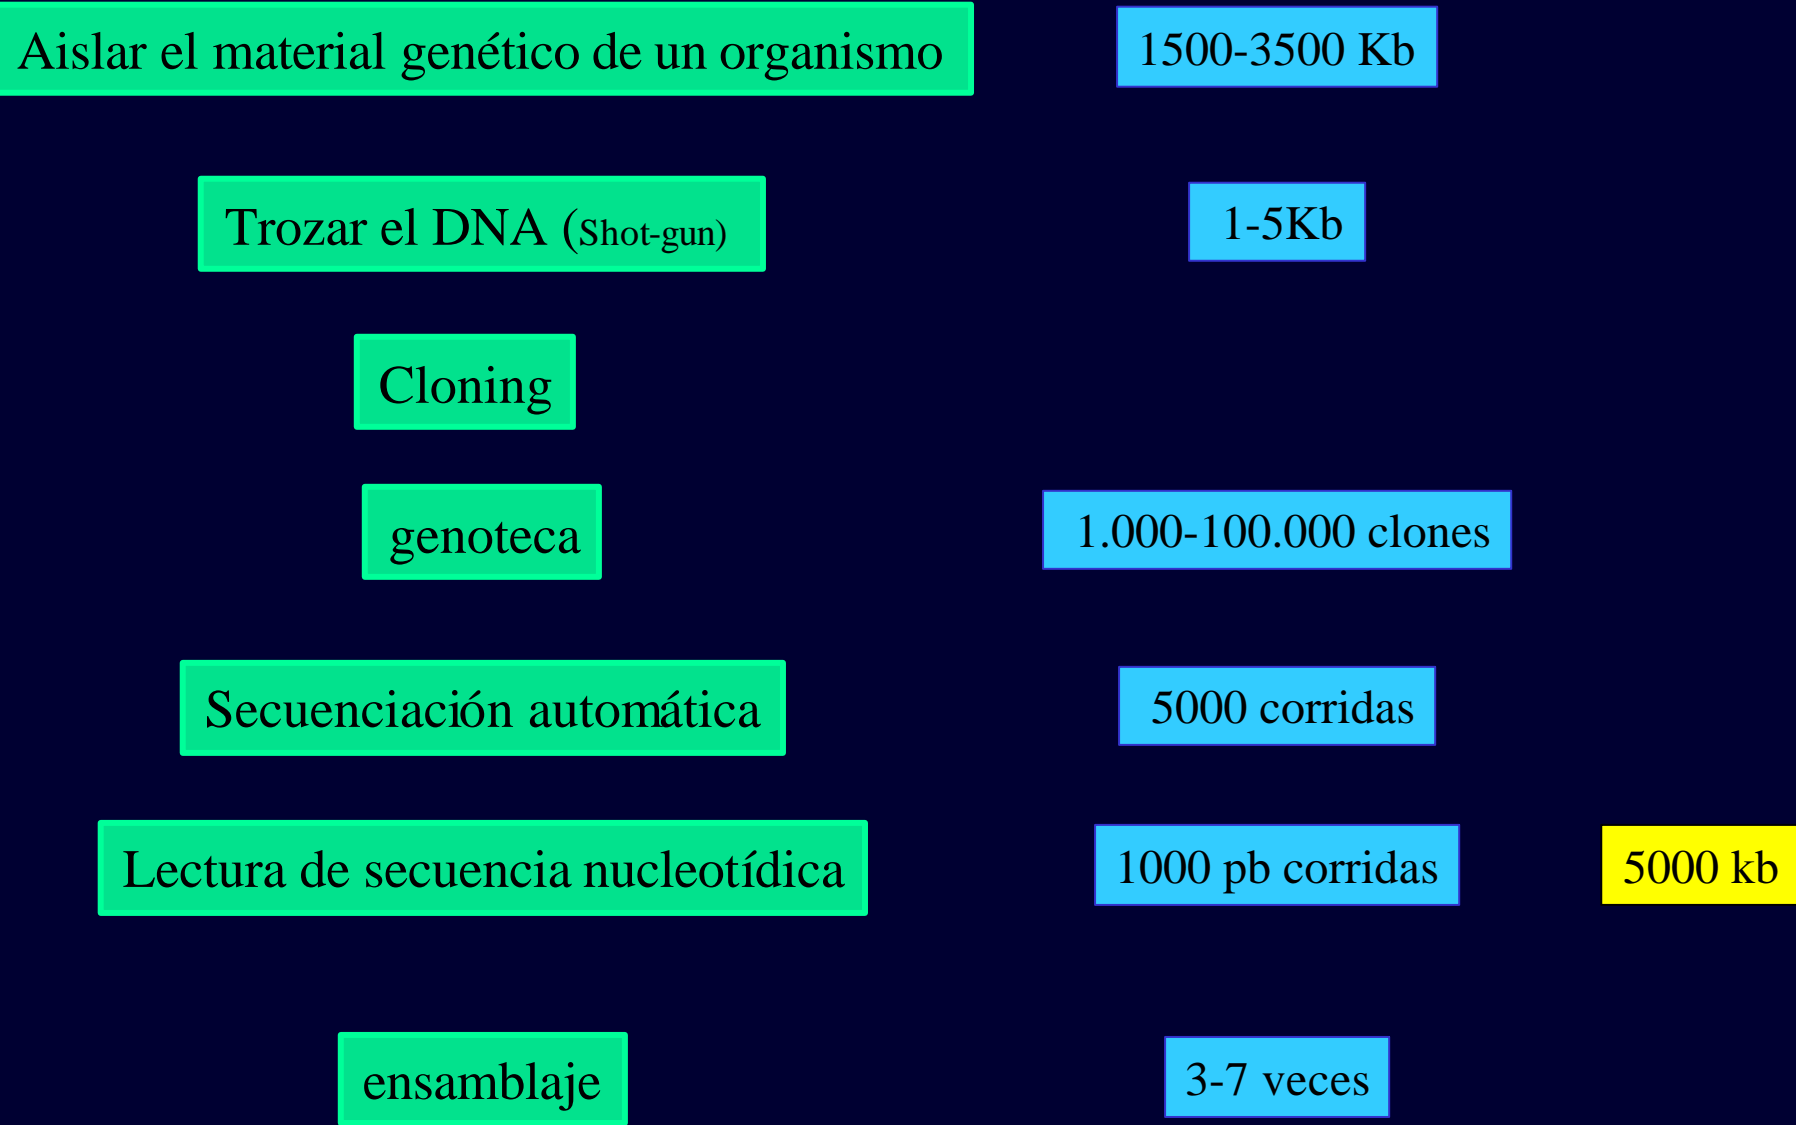 Aislar el material genético de un organismo
1500-3500 Kb
Trozar el DNA (Shot-gun)
1-5Kb
Cloning
genoteca
1.000-100.000 clones
Secuenciación automática
5000 corridas
Lectura de secuencia nucleotídica
1000 pb corridas
5000 kb
ensamblaje
3-7 veces